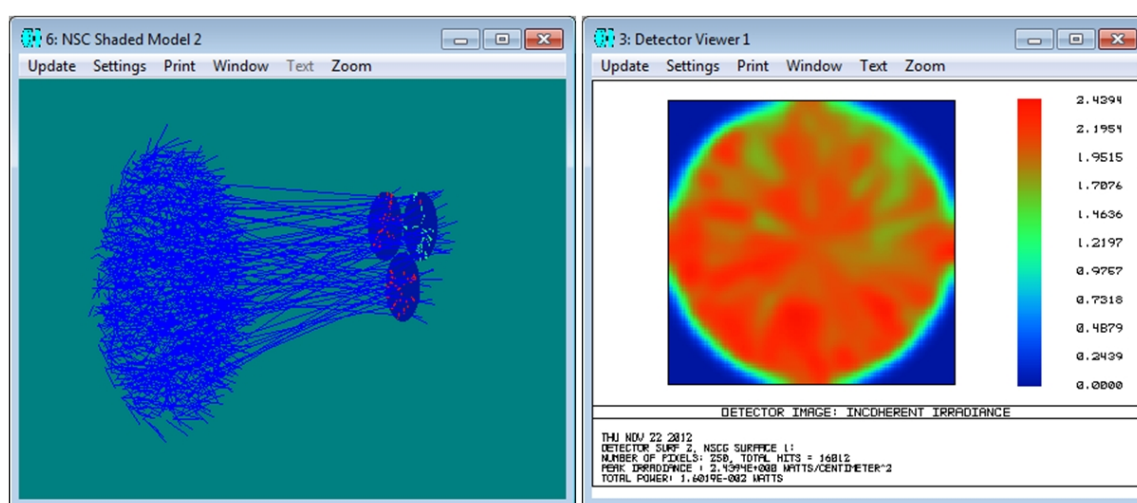 6: NSC Shaded Model 2
Update Settings Print Window Text Zoom
3: Detector Viewer 1
Update Settings Print Window Text Zoom
2.4394
2.1954
1.9515
1.7076
1.4636
1.2197
0.9757
0.7318
0.4879
0.2439
0.0000
DETECTOR IMAGE: INCOHERENT IRRADIANCE
THU NOV 22 2012
DETECTOR SURF 2, NSCG SURFACE 1:
NUMBER OF PIXELS: 250, TOTAL HITS = 16012
PEAK IRRADIANCE : 2.4394E+000 WATTS/CENTIMETER^2
TOTAL POWER: 1.6019E-002 WATTS